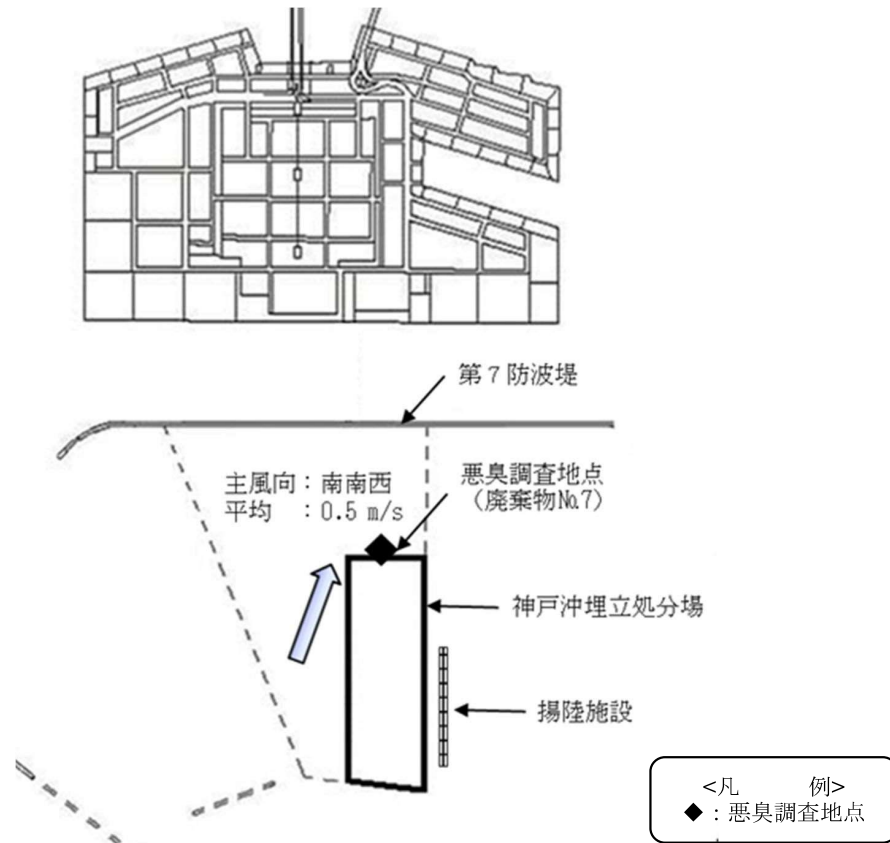 第7防波堤
主風向：南南西
平均　：0.5 m/s
悪臭調査地点
（廃棄物№7）
神戸沖埋立処分場
揚陸施設
<凡　　例>
◆：悪臭調査地点